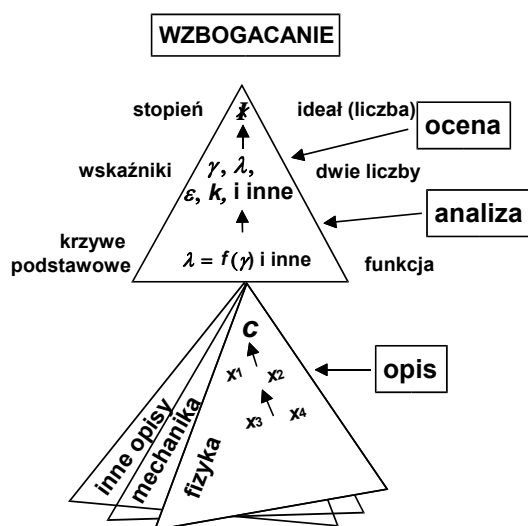 WZBOGACANIE
stopień
ideał (liczba)
ocena
wskaźniki
γ, λ,
ε, k, i inne
dwie liczby
analiza
krzywe
podstawowe
λ = f(γ) i inne
funkcja
c
x1 x2
x3 x4
opis
inne opisy
mechanika
fizyka